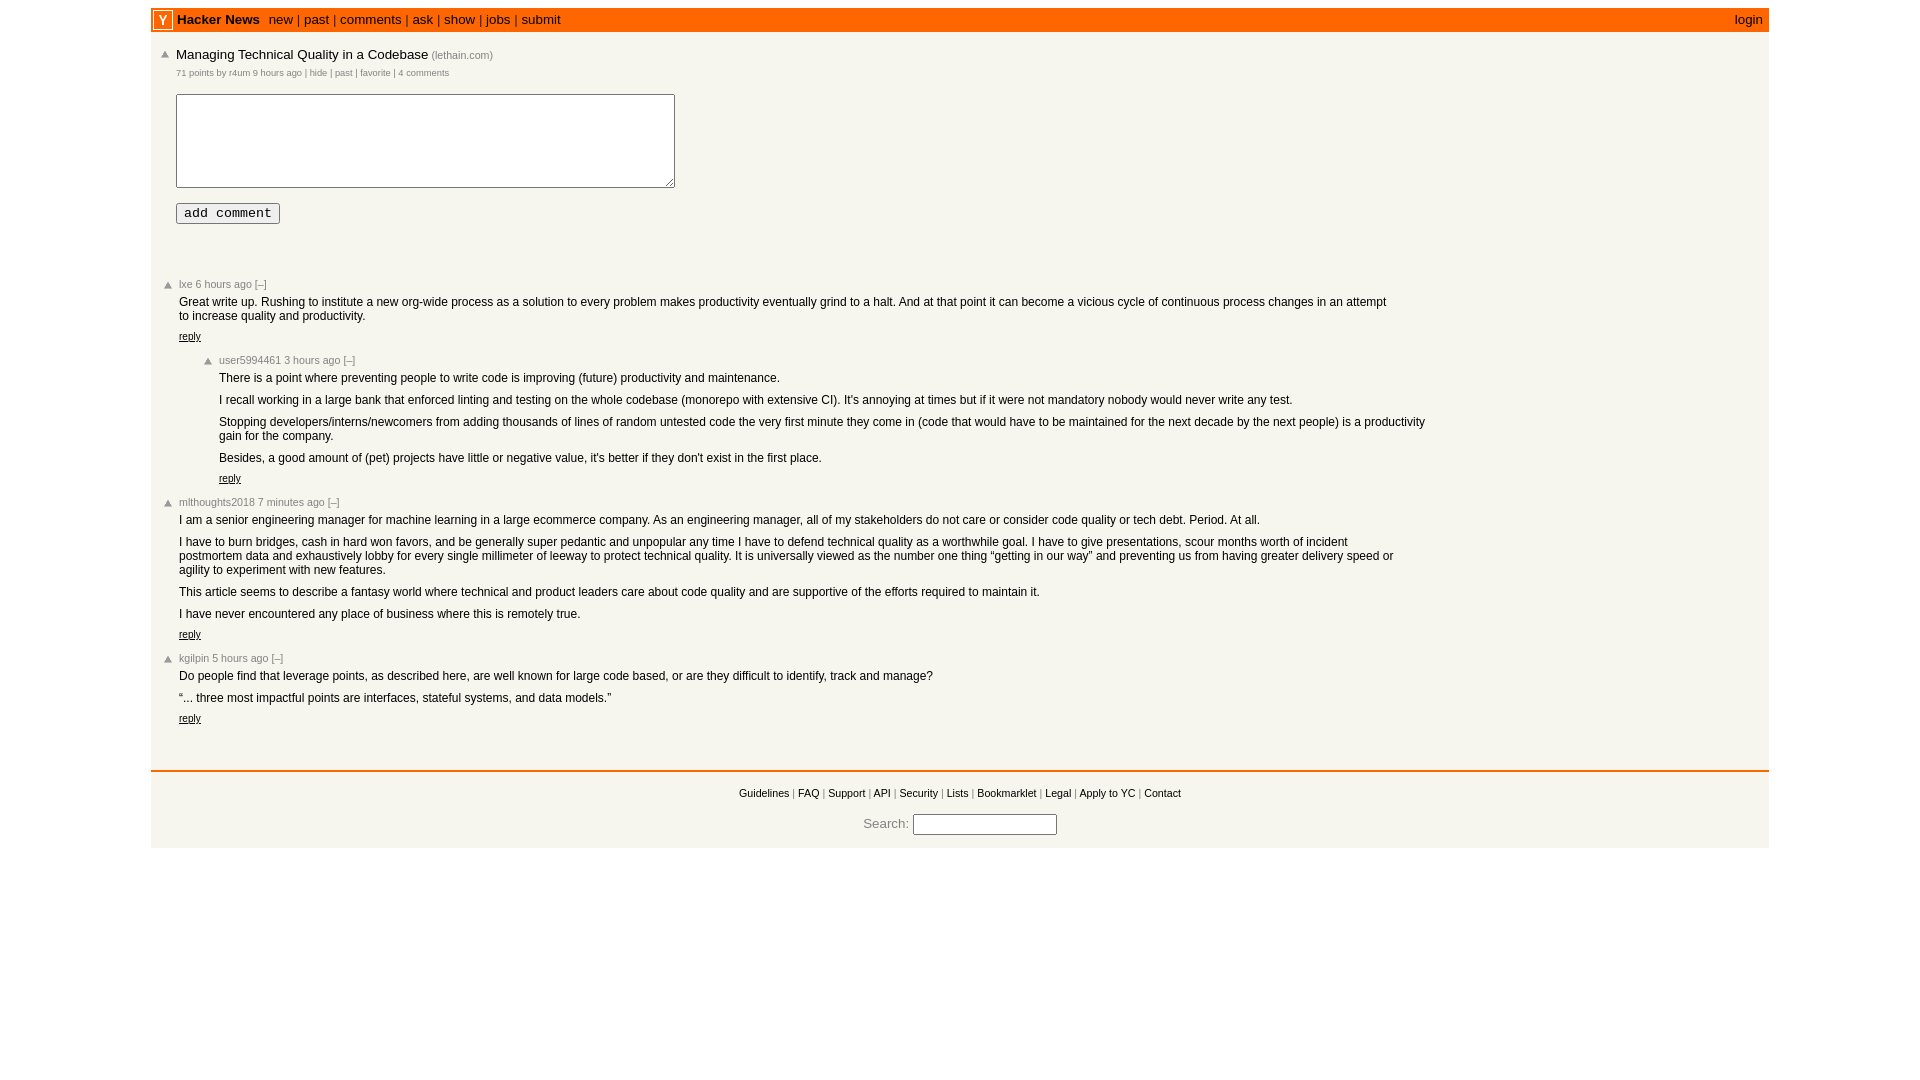 Y Hacker News new | past | comments | ask | show | jobs | submit login
Managing Technical Quality in a Codebase (lethain.com)
71 points by r4um 9 hours ago | hide | past | favorite | 4 comments
add comment
lxe 6 hours ago [–]
Great write up. Rushing to institute a new org-wide process as a solution to every problem makes productivity eventually grind to a halt. And at that point it can become a vicious cycle of continuous process changes in an attempt
to increase quality and productivity.
reply
user5994461 3 hours ago [–]
There is a point where preventing people to write code is improving (future) productivity and maintenance.
I recall working in a large bank that enforced linting and testing on the whole codebase (monorepo with extensive CI). It's annoying at times but if it were not mandatory nobody would never write any test.
Stopping developers/interns/newcomers from adding thousands of lines of random untested code the very first minute they come in (code that would have to be maintained for the next decade by the next people) is a productivity
gain for the company.
Besides, a good amount of (pet) projects have little or negative value, it's better if they don't exist in the first place.
reply
mlthoughts2018 7 minutes ago [–]
I am a senior engineering manager for machine learning in a large ecommerce company. As an engineering manager, all of my stakeholders do not care or consider code quality or tech debt. Period. At all.
I have to burn bridges, cash in hard won favors, and be generally super pedantic and unpopular any time I have to defend technical quality as a worthwhile goal. I have to give presentations, scour months worth of incident
postmortem data and exhaustively lobby for every single millimeter of leeway to protect technical quality. It is universally viewed as the number one thing “getting in our way” and preventing us from having greater delivery speed or
agility to experiment with new features.
This article seems to describe a fantasy world where technical and product leaders care about code quality and are supportive of the efforts required to maintain it.
I have never encountered any place of business where this is remotely true.
reply
kgilpin 5 hours ago [–]
Do people find that leverage points, as described here, are well known for large code based, or are they difficult to identify, track and manage?
“... three most impactful points are interfaces, stateful systems, and data models.”
reply
Guidelines | FAQ | Support | API | Security | Lists | Bookmarklet | Legal | Apply to YC | Contact
Search: